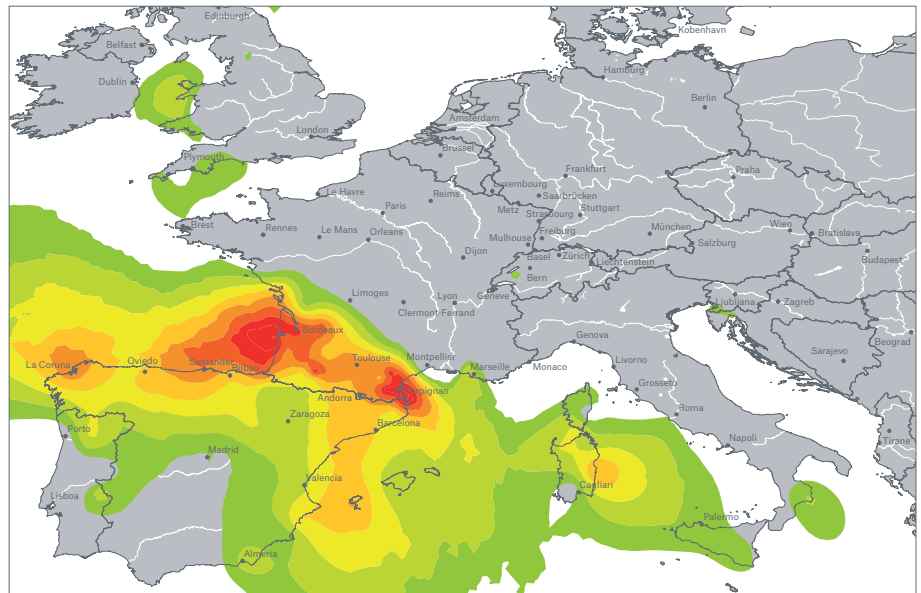 Edinburgh
København
Belfast
Hamburg
Dublin
Berlin
Amsterdam
London
Brussel
Plymouth
Frankfurt
Praha
Luxembourg
Le Havre
Reims
Saarbrücken
Paris
Metz
Stuttgart
Strasbourg
Brest
Rennes
Le Mans
Orleans
Freiburg
München
Wien
Bratislava
Mulhouse
Salzburg
Dijon
Basel
Zürich
Liechtenstein
Budapest
Bern
Limoges
Lyon
Genève
Ljubljana
Zagreb
Clermont-Ferrand
Bordeaux
Genova
Beograd
Oviedo
Santander
Toulouse
Montpellier
Livorno
Sarajevo
La Coruna
Bilbao
Marseille
Monaco
Grosseto
Perpignan
Andorra
Zaragoza
Roma
Porto
Barcelona
Napoli
Tirane
Madrid
Valencia
Cagliari
Lisboa
Palermo
Almeria